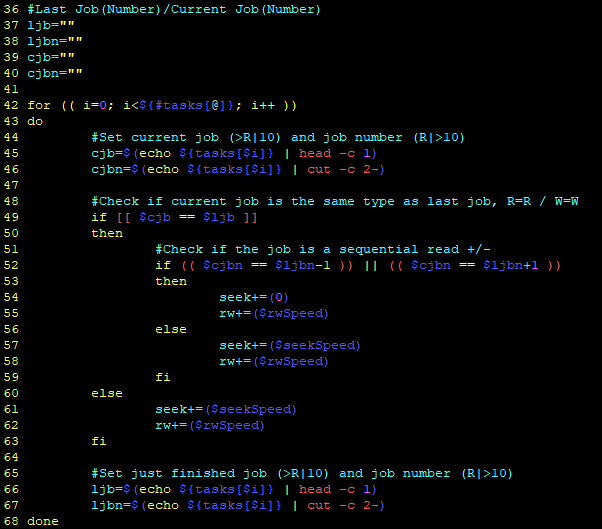 36 #Last Job(Number)/Current Job(Number)
37 ljb=""
38 ljbn=""
39 cjb=""
40 cjbn=""
41
42 for (( i=0; i<${#tasks[@]}; i++ ))
43 do
44         #Set current job (>R|10) and job number (R|>10)
45         cjb=$(echo ${tasks[$i]} | head -c 1)
46         cjbn=$(echo ${tasks[$i]} | cut -c 2-)
47
48         #Check if current job is the same type as last job, R=R / W=W
49         if [[ $cjb == $ljb ]]
50         then
51                 #Check if the job is a sequential read +/-
52                 if (( $cjbn == $ljbn-1 )) || (( $cjbn == $ljbn+1 ))
53                 then
54                         seek+=(0)
55                         rw+=($rwSpeed)
56                 else
57                         seek+=($seekSpeed)
58                         rw+=($rwSpeed)
59                 fi
60         else
61                 seek+=($seekSpeed)
62                 rw+=($rwSpeed)
63         fi
64
65         #Set just finished job (>R|10) and job number (R|>10)
66         ljb=$(echo ${tasks[$i]} | head -c 1)
67         ljbn=$(echo ${tasks[$i]} | cut -c 2-)
68 done